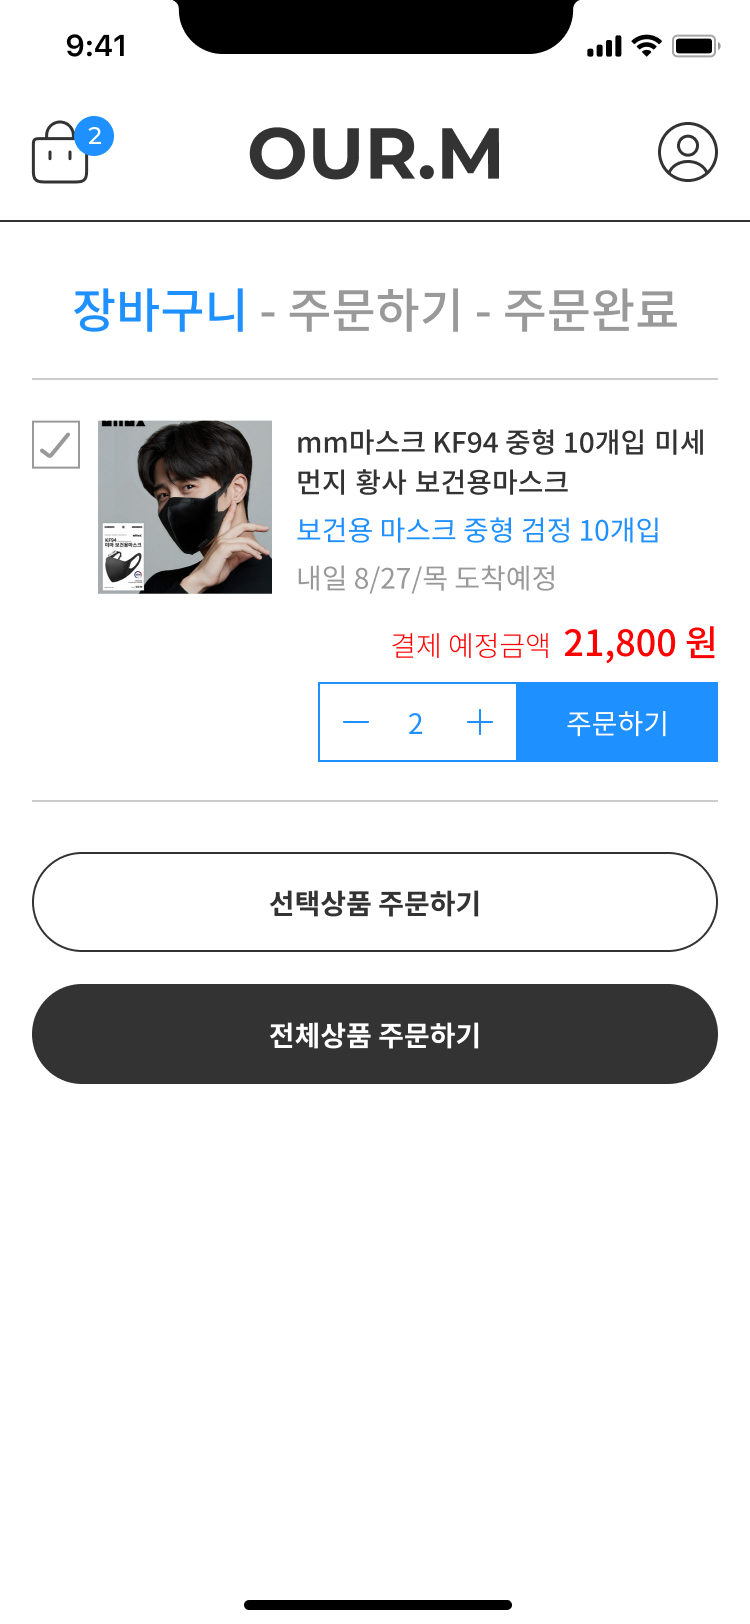 9:41
2
OUR.M
장바구니 - 주문하기 - 주문완료
mm마스크 KF94 중형 10개입 미세
먼지 황사 보건용마스크
보건용 마스크 중형 검정 10개입
내일 8/27/목 도착예정
KF94
결제 예정금액 21,800 원
2
주문하기
선택상품 주문하기
전체상품 주문하기